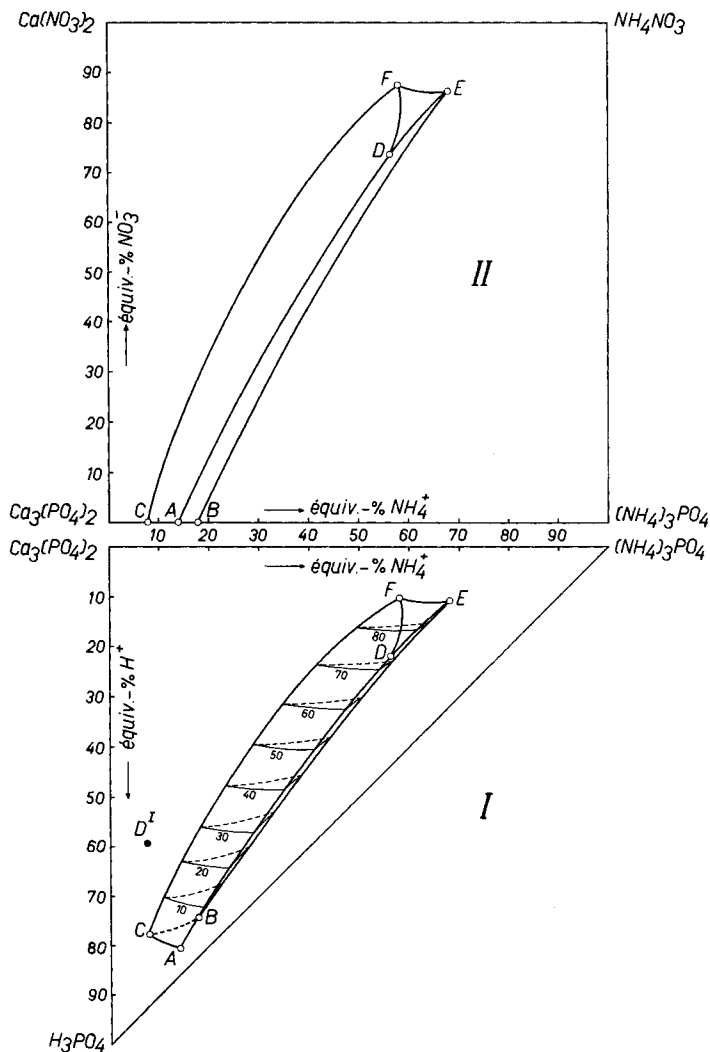 Ca(NO3)2 NH4NO3
90
F
E
80
D
70
60
équiv.-% NO3-
50
II
40
30
20
10
C A B équiv.-% NH4+
Ca3(PO4)2 10 20 30 40 50 60 70 80 90 (NH4)3PO4
Ca3(PO4)2 (NH4)3PO4
équiv.-% NH4+
10
F
E
80
20
D
70
30
60
équiv.-% H+
40
50
40
50
I
DI
30
60
20
70
10
B
C
80
A
90
H3PO4